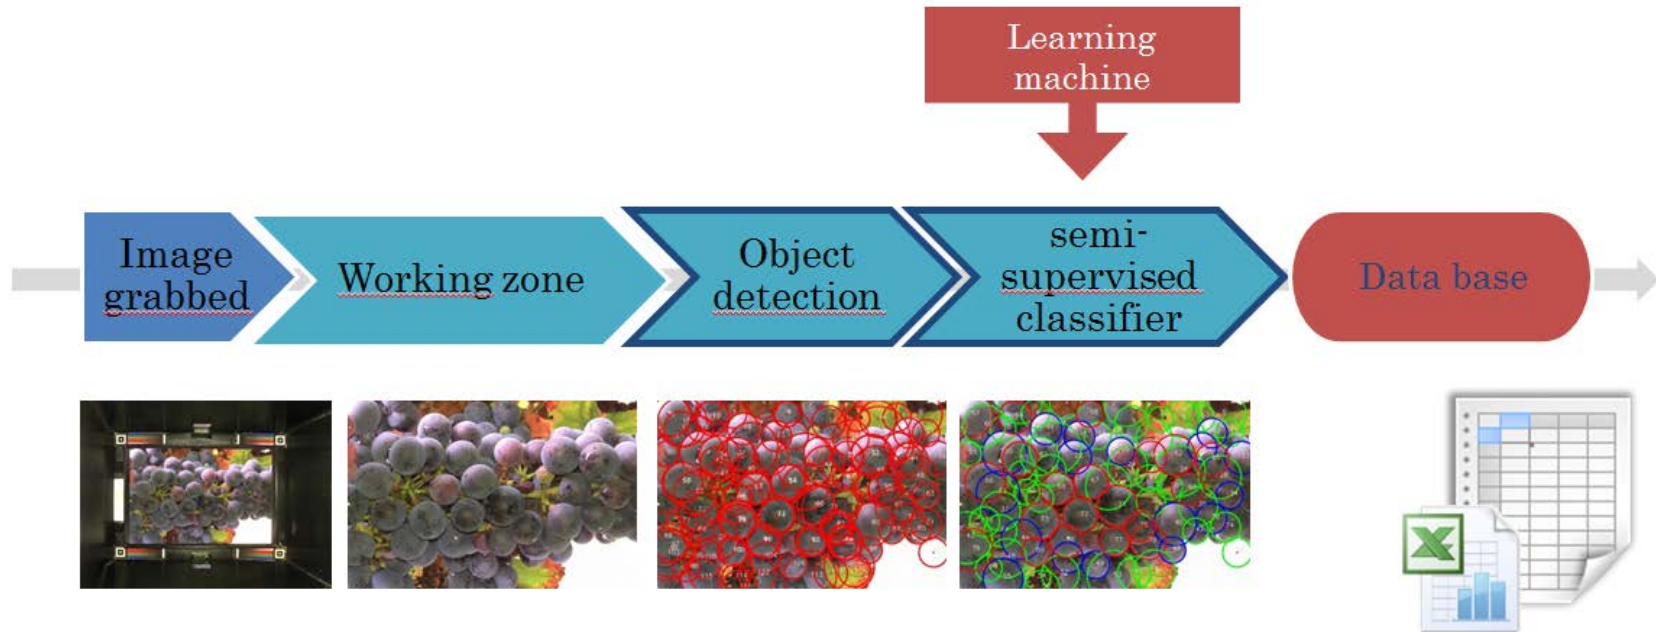 Learning
machine
Image
grabbed
Working zone
Object
detection
semi-
supervised
classifier
Data base
X